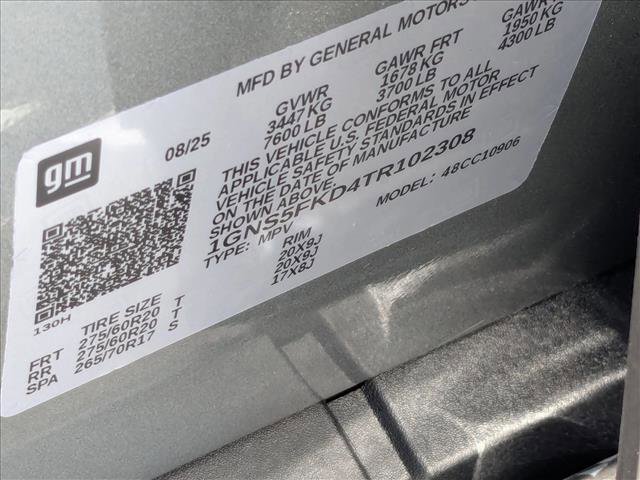 MFD BY GENERAL MOTORS
gm
08/25
GVWR GAWR FRT GAWR
3447 KG 1678 KG 1950 KG
7600 LB 3700 LB 4300 LB
THIS VEHICLE CONFORMS TO ALL
APPLICABLE U.S. FEDERAL MOTOR
VEHICLE SAFETY STANDARDS IN EFFECT
ON THE DATE OF MANUFACTURE
SHOWN ABOVE.
1GNS5FKD4TR102308
TYPE: MPV MODEL: 48CC10906
130H
TIRE SIZE RIM
FRT 275/60R20 T 20X9J
RR 275/60R20 T 20X9J
SPA 265/70R17 S 17X8J